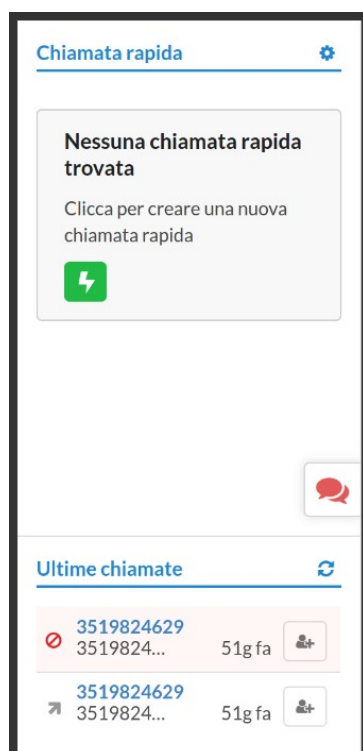 Chiamata rapida
Nessuna chiamata rapida
trovata
Clicca per creare una nuova
chiamata rapida
Ultime chiamate
3519824629
3519824... 51g fa
3519824629
3519824... 51g fa